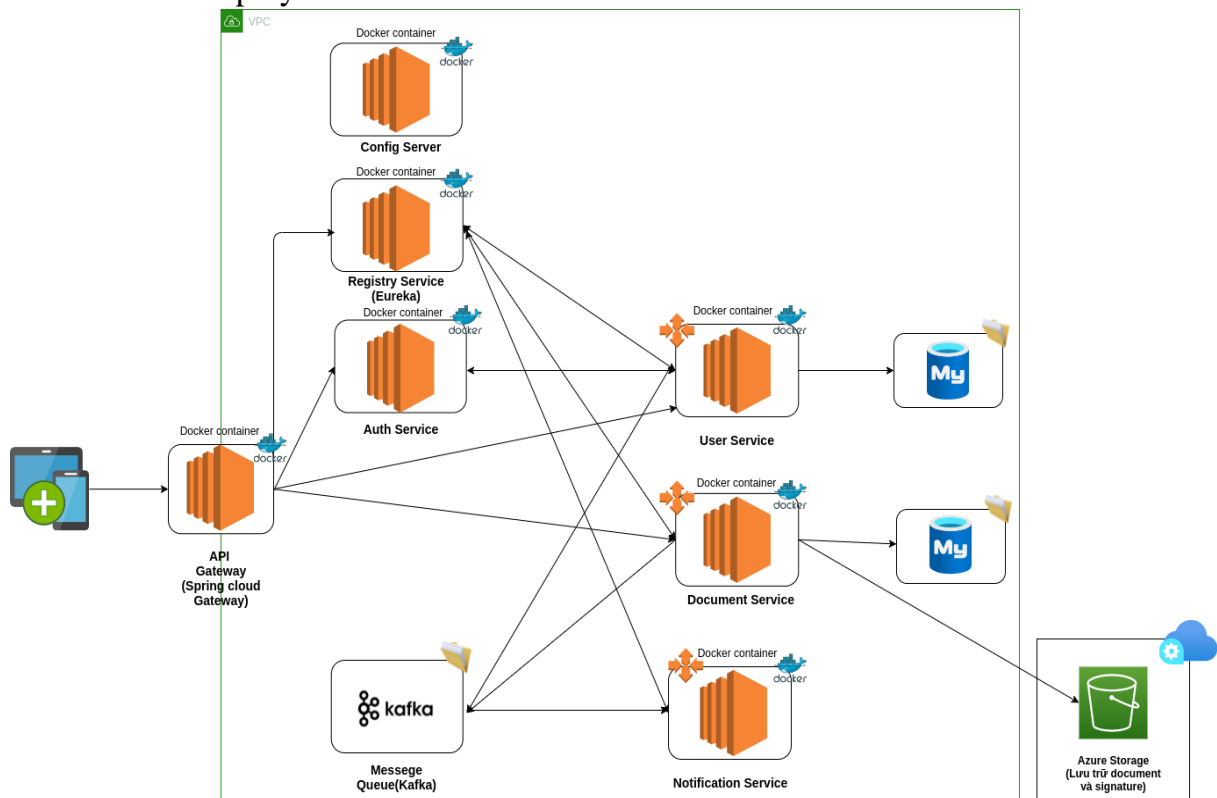 VPC
Docker container
docker
Config Server
Docker container
docker
Registry Service
(Eureka)
Docker container
docker
Auth Service
Docker container
docker
API
Gateway
(Spring cloud
Gateway)
Docker container
docker
User Service
My
Docker container
docker
Document Service
My
kafka
Messege
Queue(Kafka)
Docker container
docker
Notification Service
Azure Storage
(Lưu trữ document
và signature)